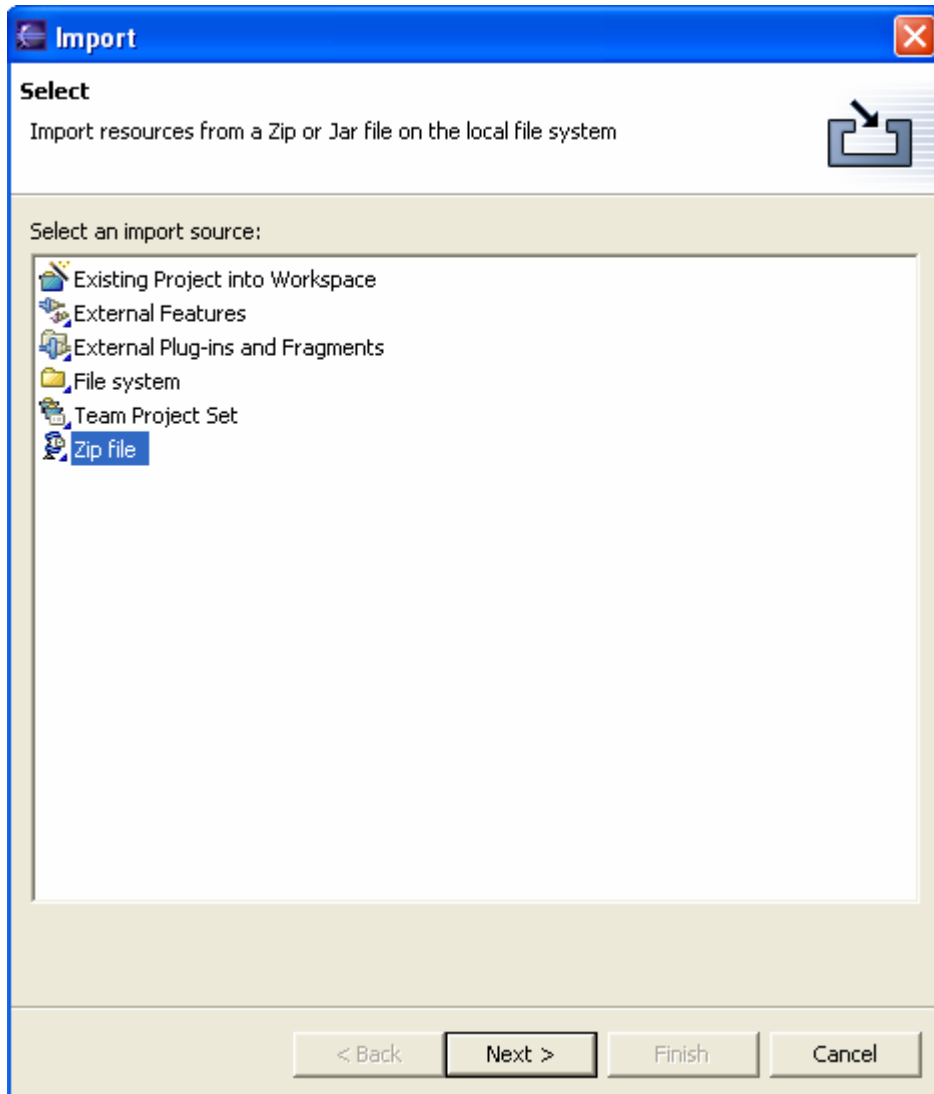 Import
Select
Import resources from a Zip or Jar file on the local file system
Select an import source:
Existing Project into Workspace
External Features
External Plug-ins and Fragments
File system
Team Project Set
Zip file
< Back Next > Finish Cancel